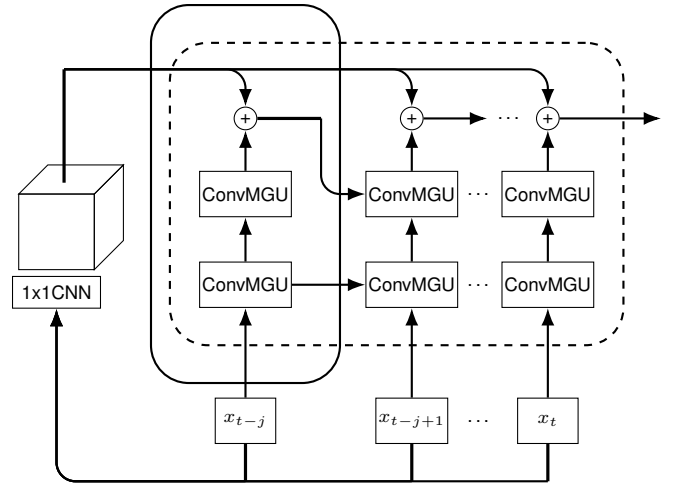 + + ··· +
ConvMGU ConvMGU ··· ConvMGU
1x1CNN
ConvMGU ConvMGU ··· ConvMGU
x_{t−j} x_{t−j+1} ··· x_t